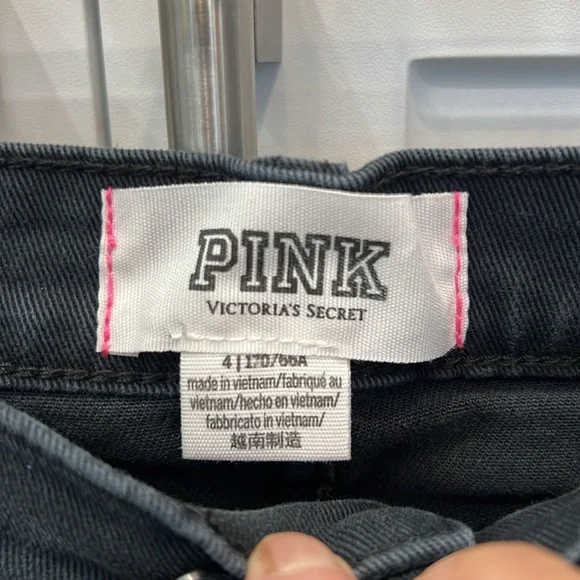 PINK
VICTORIA'S SECRET
4 | 170/66A
made in vietnam/fabriqué au
vietnam/hecho en vietnam/
fabbricato in vietnam/
越南制造